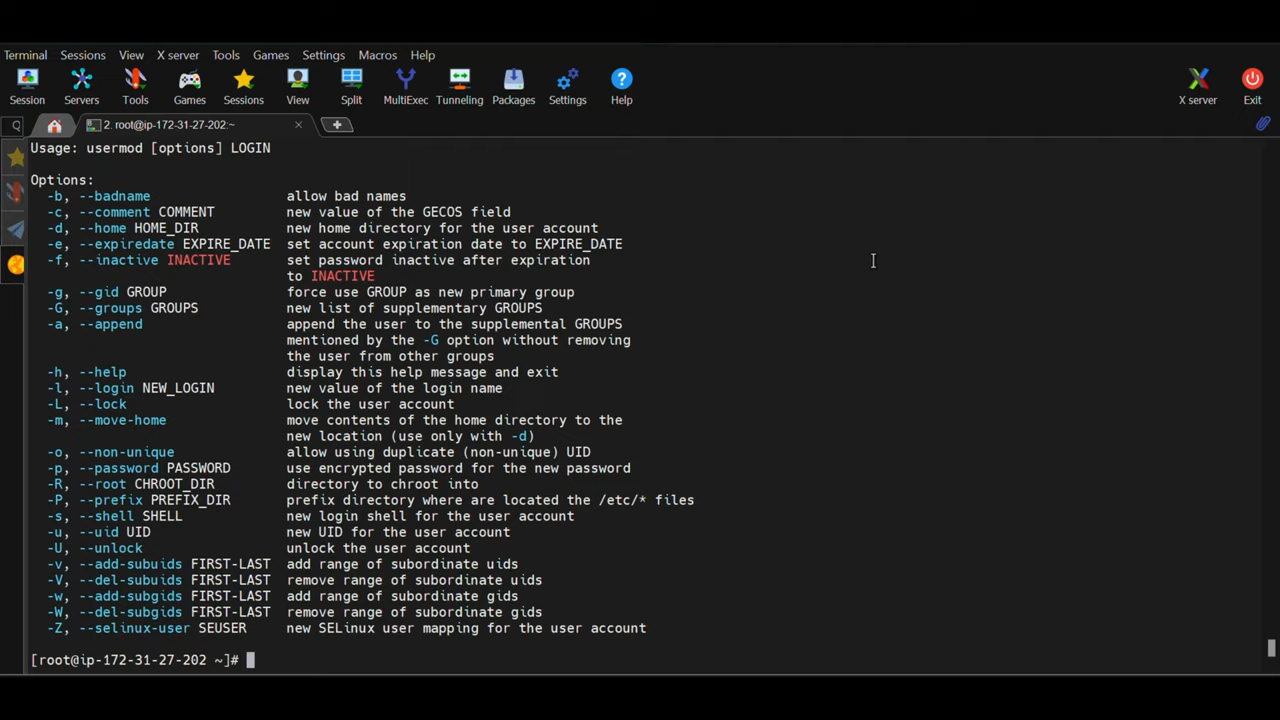 Terminal Sessions View X server Tools Games Settings Macros Help
Session Servers Tools Games Sessions View Split MultiExec Tunneling Packages Settings Help X server Exit
2. root@ip-172-31-27-202:~
Usage: usermod [options] LOGIN
Options:
-b, --badname allow bad names
-c, --comment COMMENT new value of the GECOS field
-d, --home HOME_DIR new home directory for the user account
-e, --expiredate EXPIRE_DATE set account expiration date to EXPIRE_DATE
-f, --inactive INACTIVE set password inactive after expiration
to INACTIVE
-g, --gid GROUP force use GROUP as new primary group
-G, --groups GROUPS new list of supplementary GROUPS
-a, --append append the user to the supplemental GROUPS
mentioned by the -G option without removing
the user from other groups
-h, --help display this help message and exit
-l, --login NEW_LOGIN new value of the login name
-L, --lock lock the user account
-m, --move-home move contents of the home directory to the
new location (use only with -d)
-o, --non-unique allow using duplicate (non-unique) UID
-p, --password PASSWORD use encrypted password for the new password
-R, --root CHROOT_DIR directory to chroot into
-P, --prefix PREFIX_DIR prefix directory where are located the /etc/* files
-s, --shell SHELL new login shell for the user account
-u, --uid UID new UID for the user account
-U, --unlock unlock the user account
-v, --add-subuids FIRST-LAST add range of subordinate uids
-V, --del-subuids FIRST-LAST remove range of subordinate uids
-w, --add-subgids FIRST-LAST add range of subordinate gids
-W, --del-subgids FIRST-LAST remove range of subordinate gids
-Z, --selinux-user SEUSER new SELinux user mapping for the user account
[root@ip-172-31-27-202 ~]#